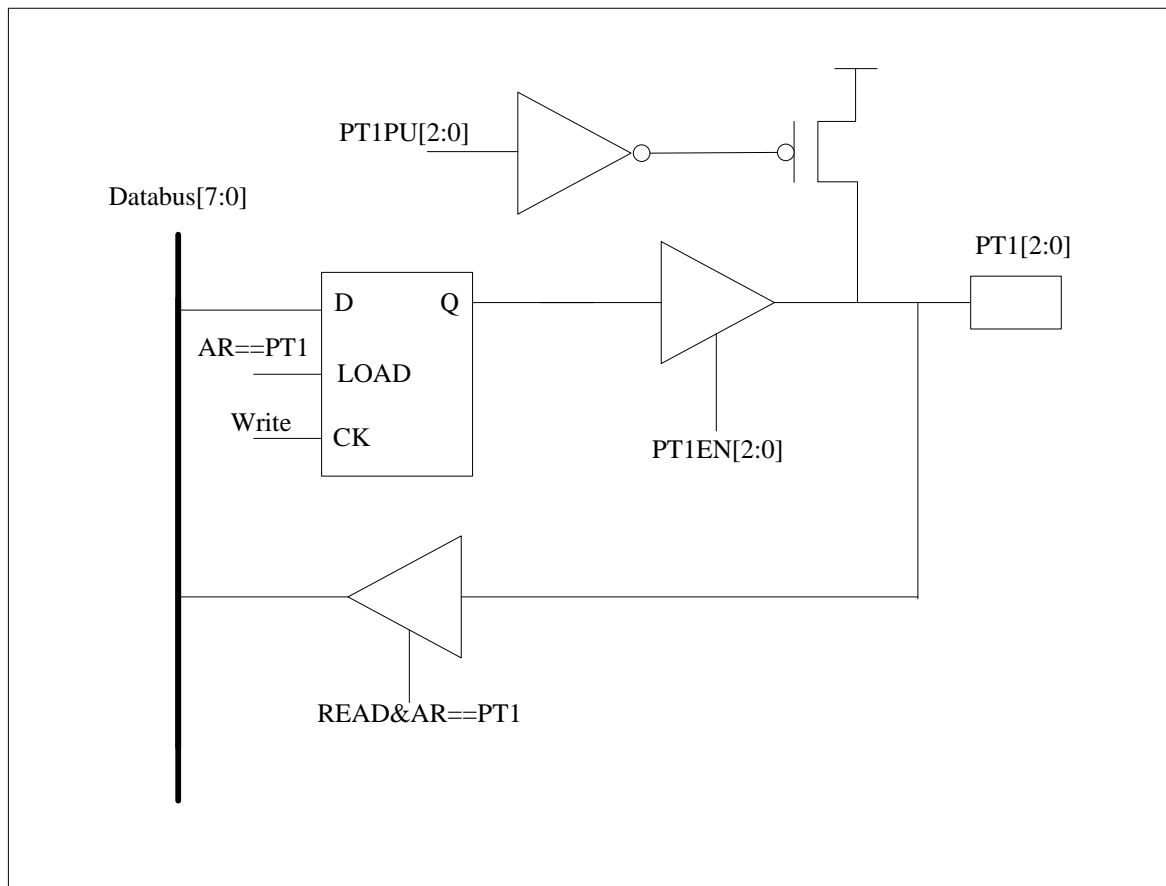 PT1PU[2:0]
Databus[7:0]
PT1[2:0]
D
Q
AR==PT1
LOAD
Write
CK
PT1EN[2:0]
READ&AR==PT1